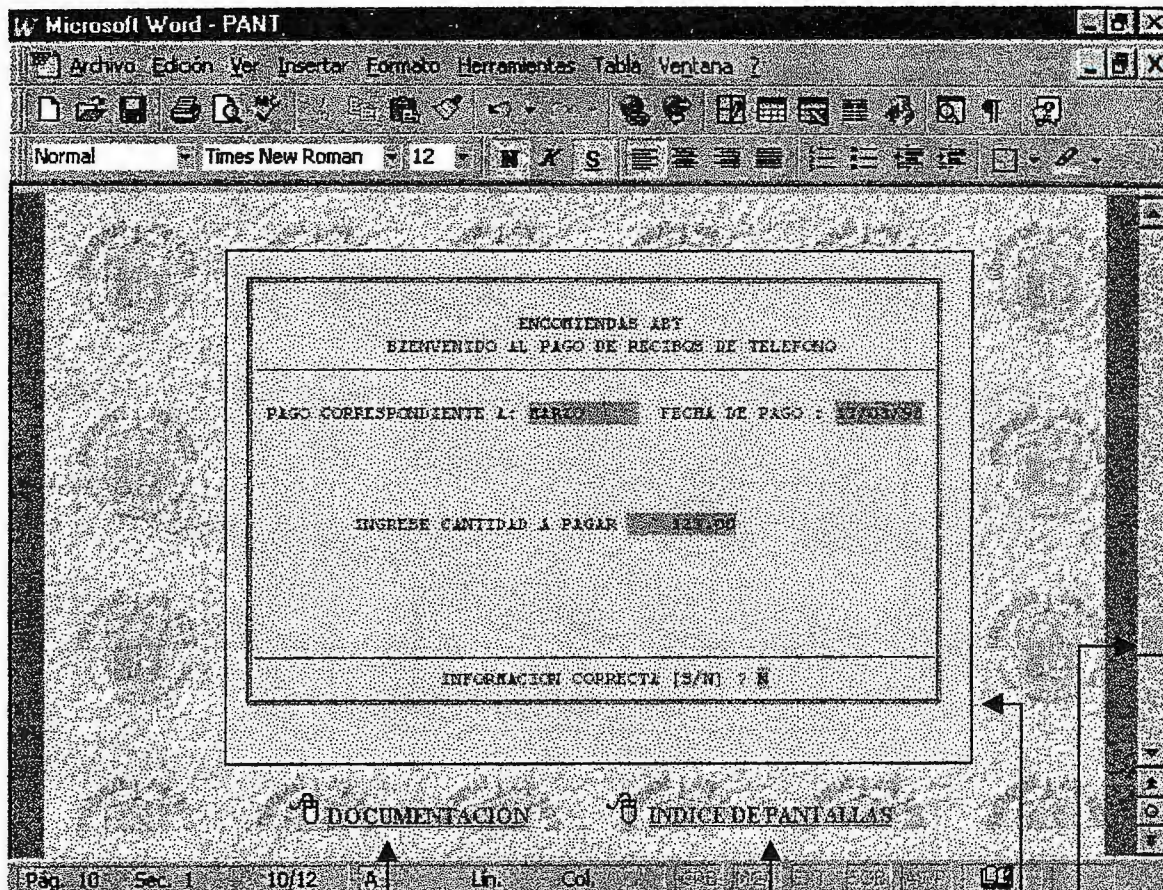 Microsoft Word - PANT
Archivo Edición Ver Insertar Formato Herramientas Tabla Ventana ?
Normal Times New Roman 12 N K S
ENCOMIENDAS
BIENVENIDO AL PAGO DE RECIBOS DE TELEFONO
PAGO CORRESPONDIENTE A: MARZO FECHA DE PAGO :
INGRESE CANTIDAD A PAGAR
INFORMACION CORRECTA [S/N] ? N
DOCUMENTACION INDICE DE PANTALLAS
Pág. 10 Sec. 1 10/12 A Lín. Col.